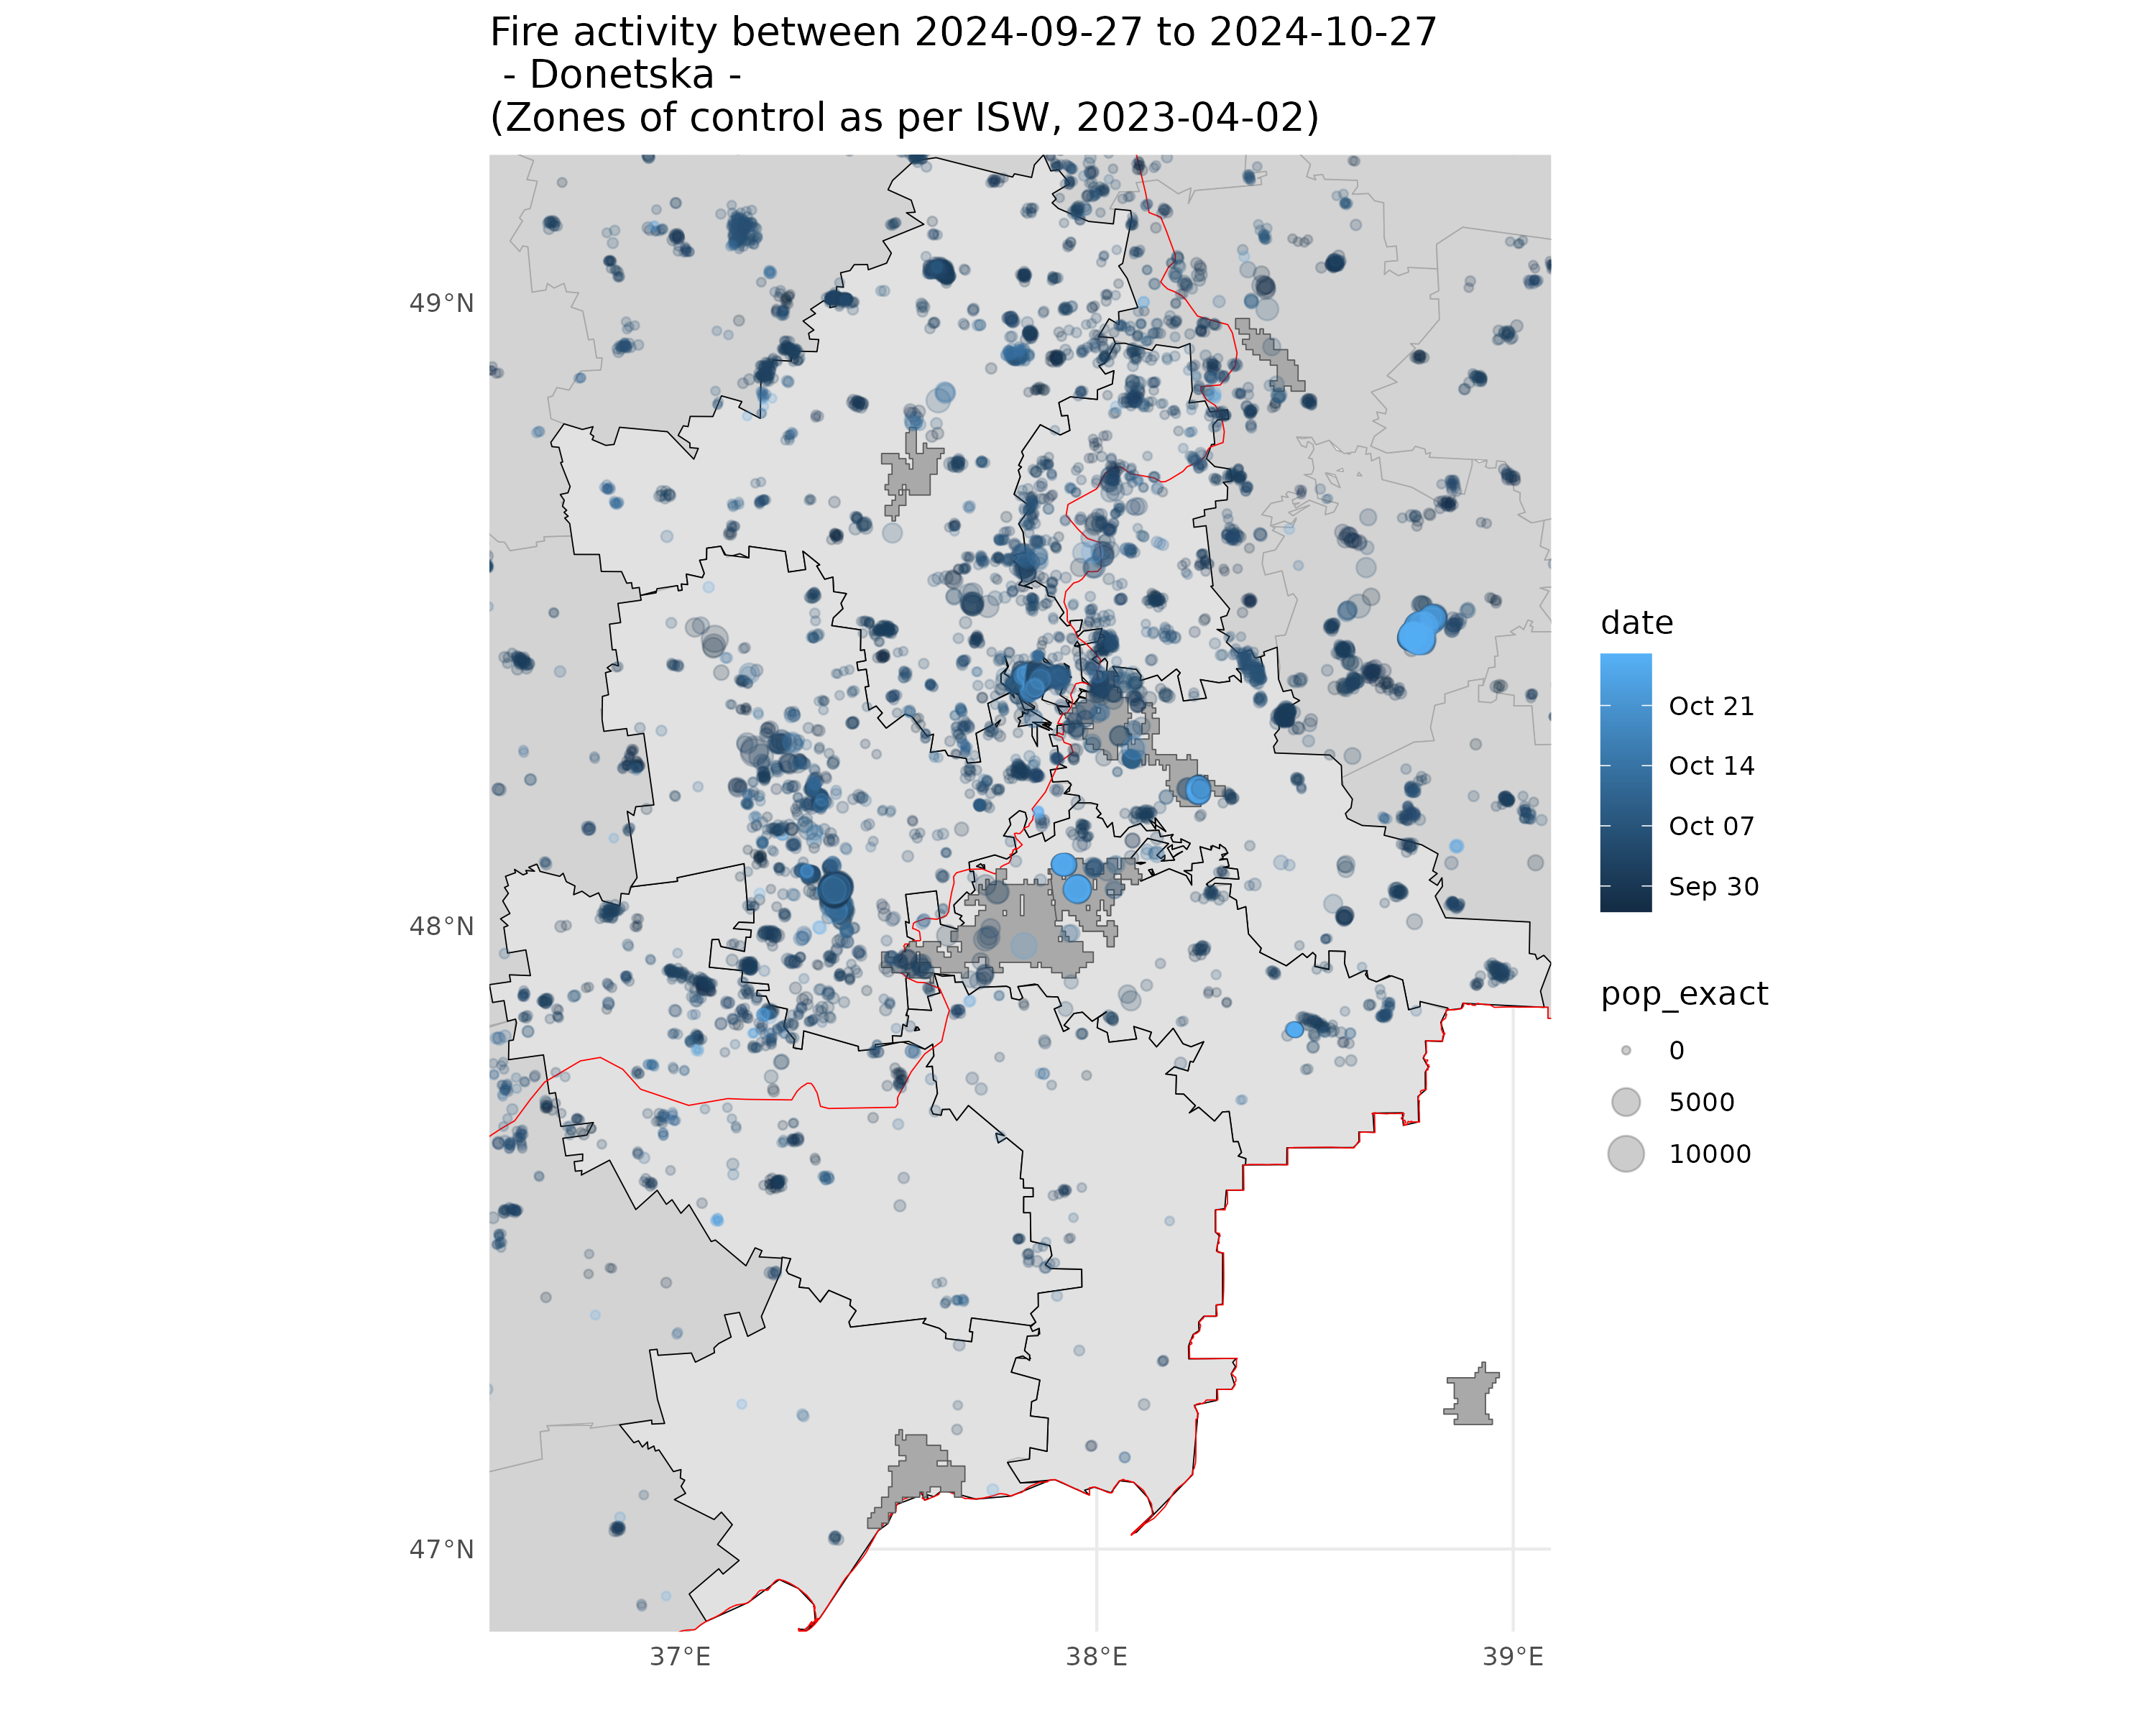 Fire activity between 2024-09-27 to 2024-10-27
- Donetska -
(Zones of control as per ISW, 2023-04-02)
49°N
48°N
47°N
37°E
38°E
39°E
date
Oct 21
Oct 14
Oct 07
Sep 30
pop_exact
0
5000
10000